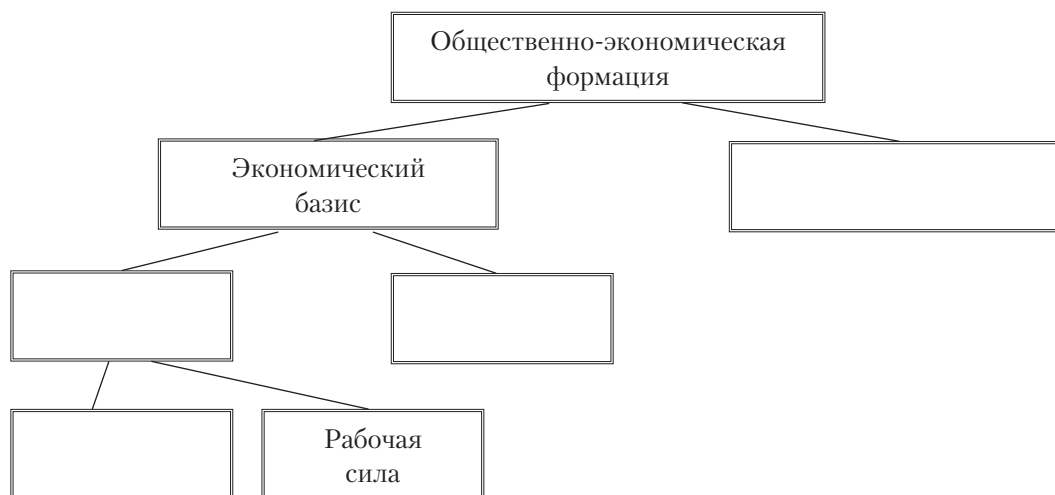 Общественно-экономическая
формация
Экономический
базис
Рабочая
сила